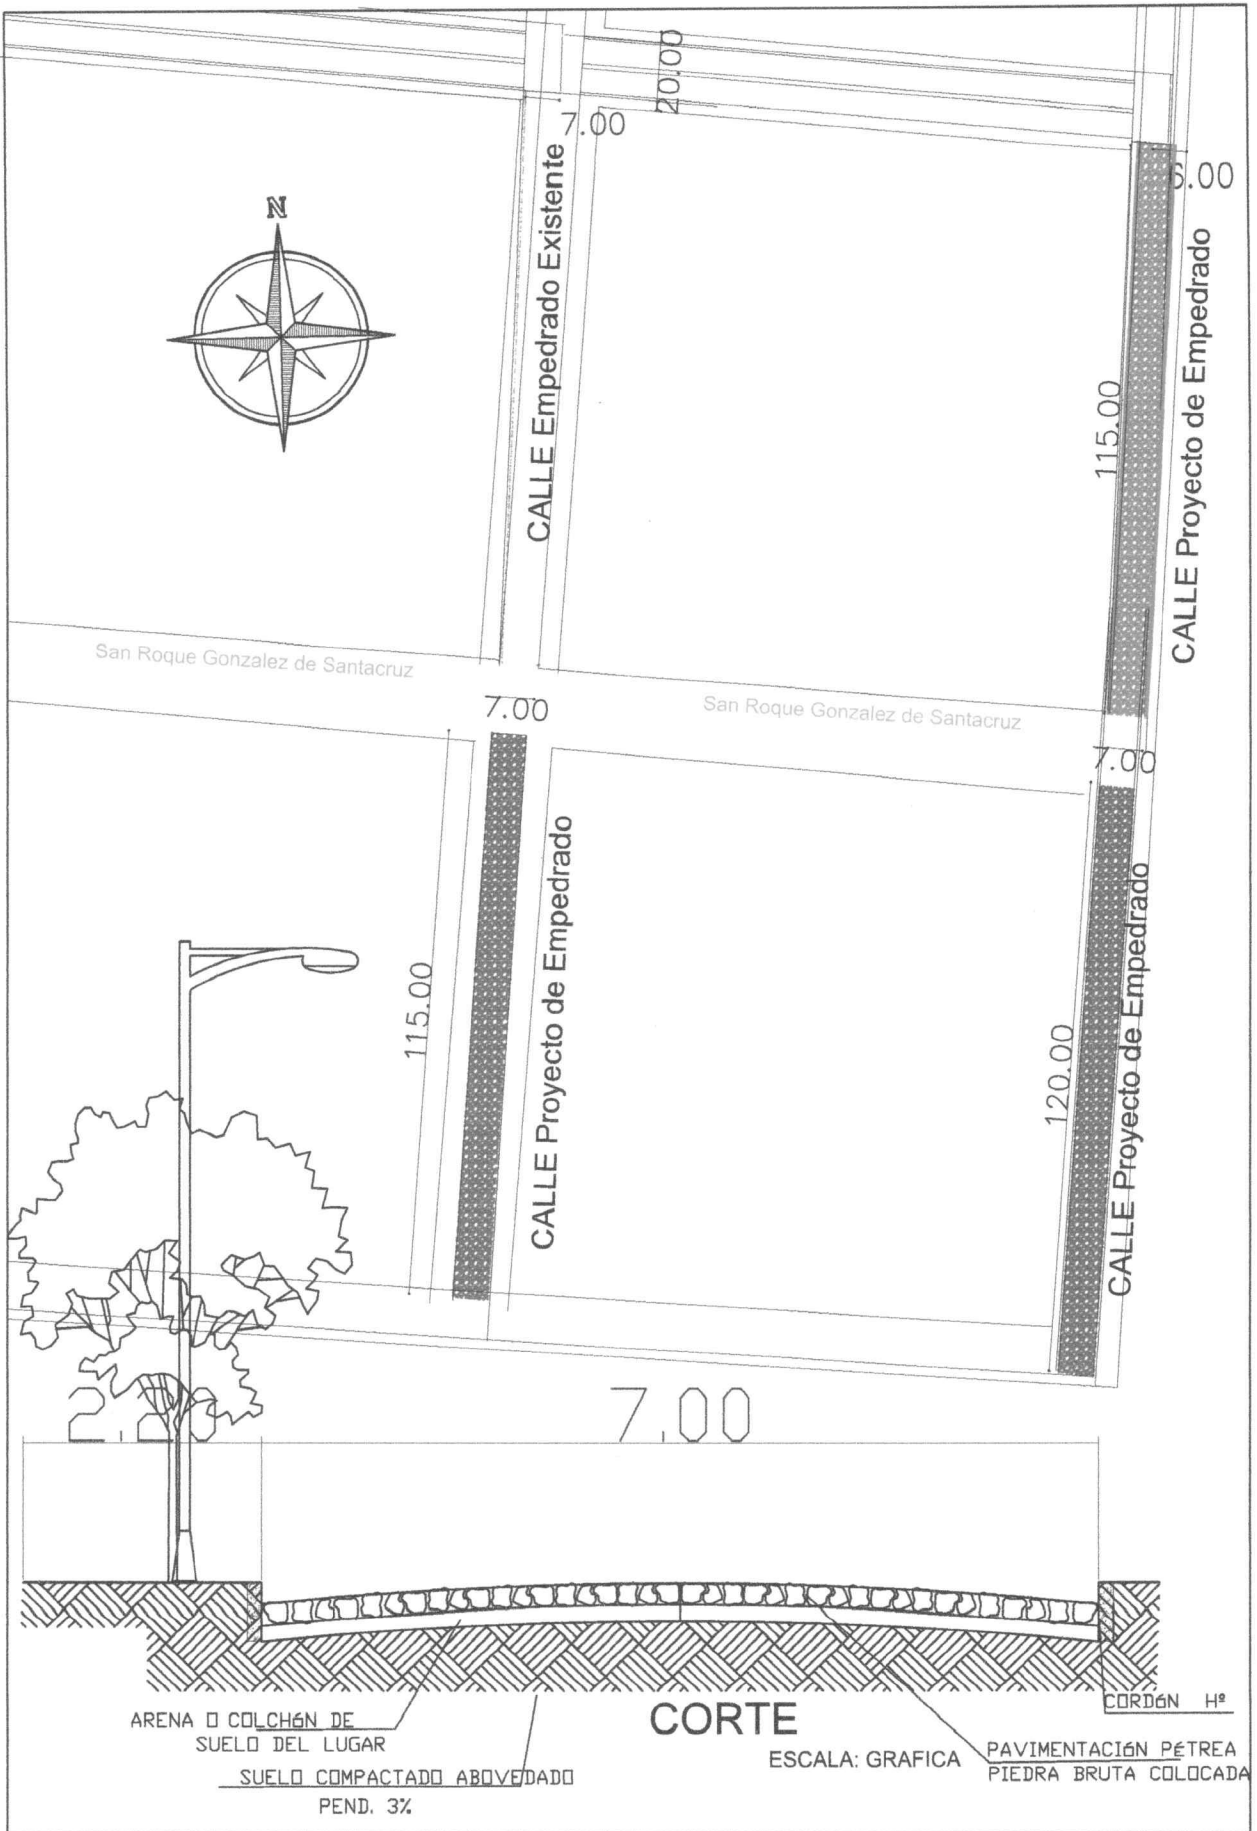 20.00
7.00
6.00
N
CALLE Empedrado Existente
CALLE Proyecto de Empedrado
115.00
San Roque Gonzalez de Santacruz
7.00
San Roque Gonzalez de Santacruz
7.00
CALLE Proyecto de Empedrado
115.00
CALLE Proyecto de Empedrado
120.00
7.00
CORTE
CORDóN Hº
ARENA O COLCHóN DE
SUELO DEL LUGAR
ESCALA: GRAFICA
PAVIMENTACIóN PéTREA
PIEDRA BRUTA COLOCADA
SUELO COMPACTADO ABOVEDADO
PEND. 3%